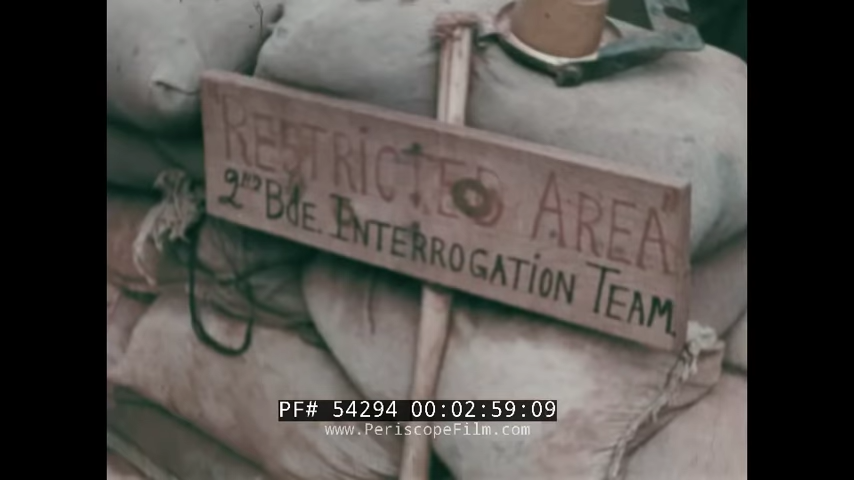 "RESTRICTED AREA"
2ND BDE. INTERROGATION TEAM.
PF# 54294 00:02:59:09
www.PeriscopeFilm.com